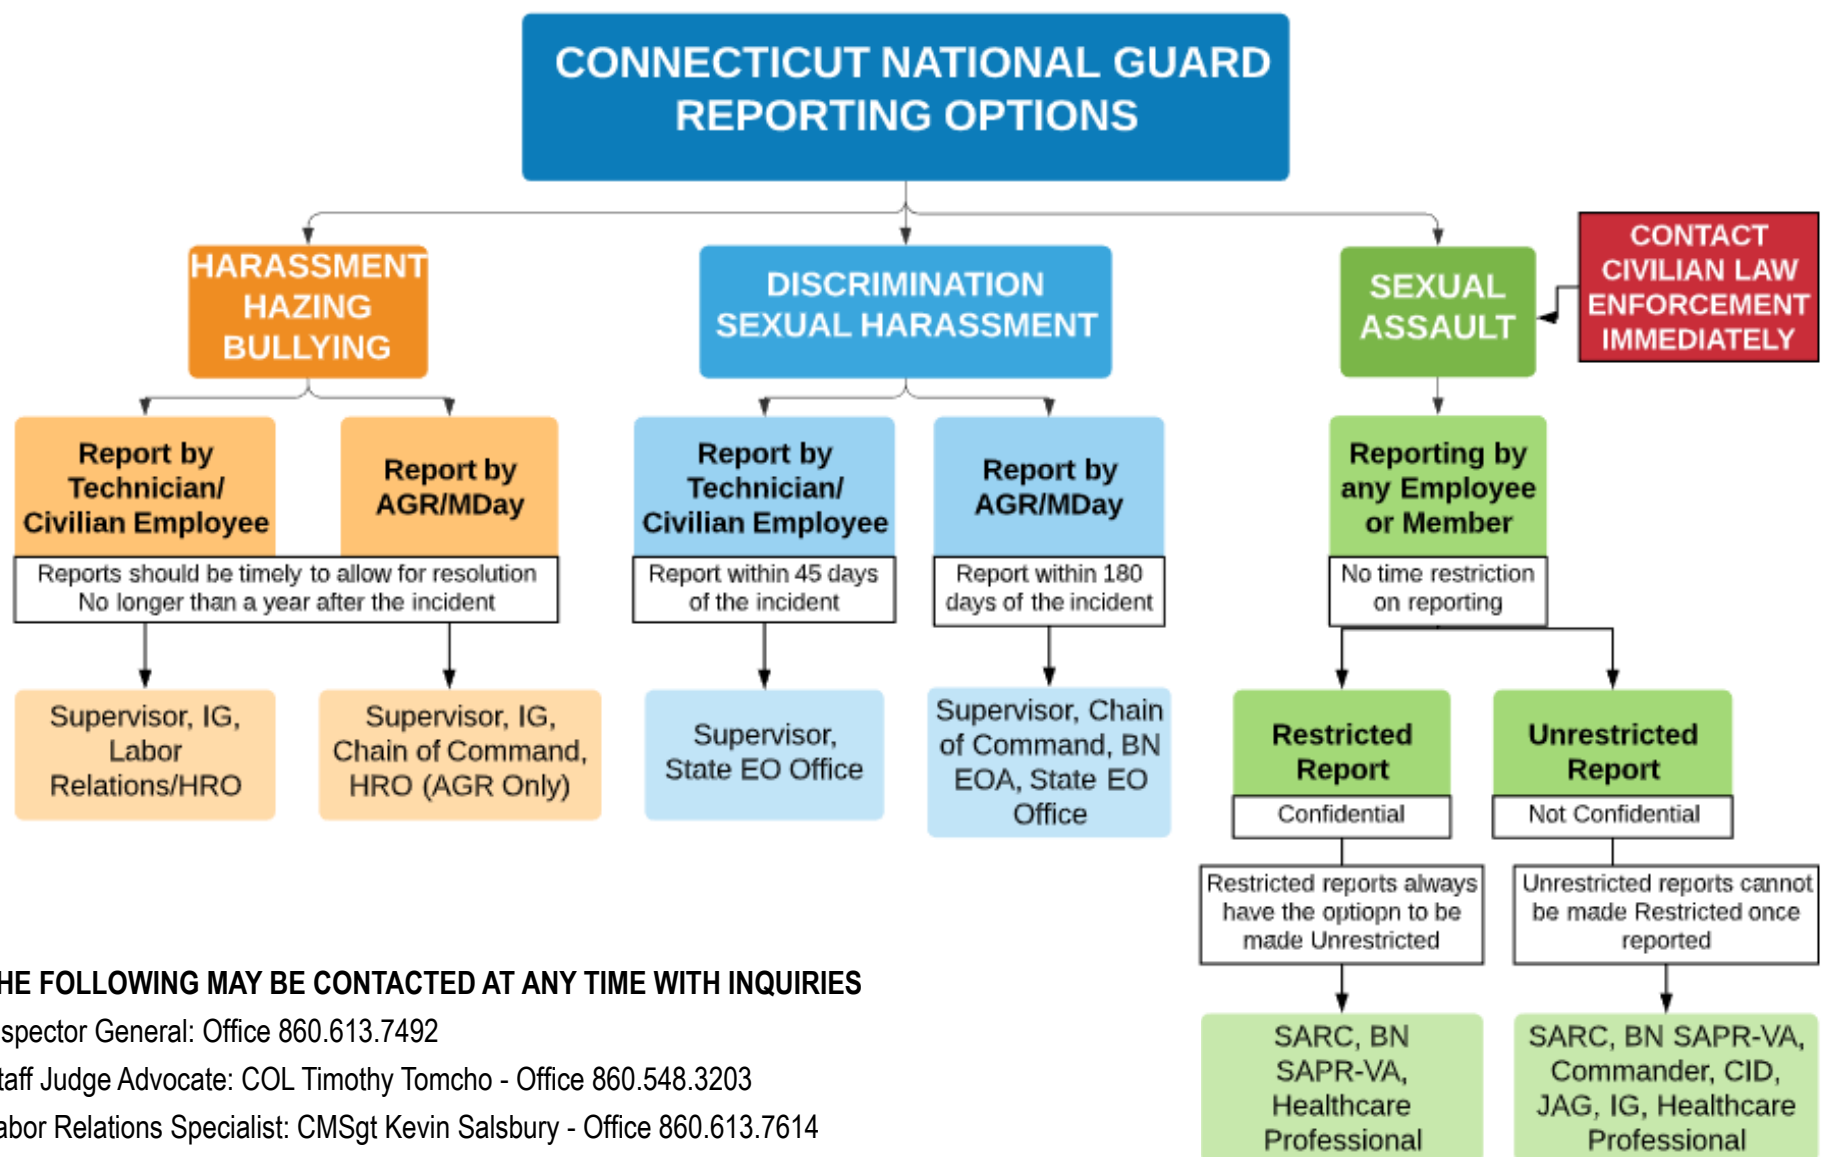 CONNECTICUT NATIONAL GUARD
REPORTING OPTIONS
HARASSMENT
HAZING
BULLYING
DISCRIMINATION
SEXUAL HARASSMENT
SEXUAL
ASSAULT
CONTACT
CIVILIAN LAW
ENFORCEMENT
IMMEDIATELY
Report by
Technician/
Civilian Employee
Report by
AGR/MDay
Reports should be timely to allow for resolution
No longer than a year after the incident
Supervisor, IG,
Labor
Relations/HRO
Supervisor, IG,
Chain of Command,
HRO (AGR Only)
Report by
Technician/
Civilian Employee
Report within 45 days
of the incident
Supervisor,
State EO Office
Report by
AGR/MDay
Report within 180
days of the incident
Supervisor, Chain
of Command, BN
EOA, State EO
Office
Reporting by
any Employee
or Member
No time restriction
on reporting
Restricted
Report
Confidential
Restricted reports always
have the optiopn to be
made Unrestricted
SARC, BN
SAPR-VA,
Healthcare
Professional
Unrestricted
Report
Not Confidential
Unrestricted reports cannot
be made Restricted once
reported
SARC, BN SAPR-VA,
Commander, CID,
JAG, IG, Healthcare
Professional
HE FOLLOWING MAY BE CONTACTED AT ANY TIME WITH INQUIRIES
spector General: Office 860.613.7492
taff Judge Advocate: COL Timothy Tomcho - Office 860.548.3203
abor Relations Specialist: CMSgt Kevin Salsbury - Office 860.613.7614